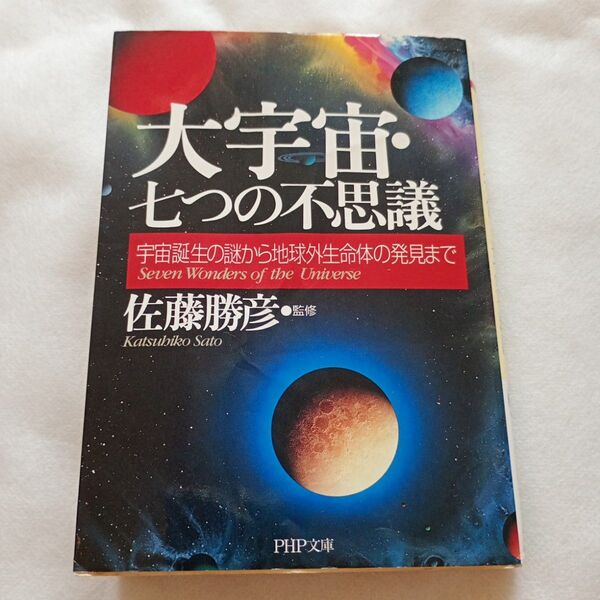 大宇宙・
七つの不思議
宇宙誕生の謎から地球外生命体の発見まで
Seven Wonders of the Universe
佐藤勝彦●監修
Katsuhiko Sato
PHP文庫